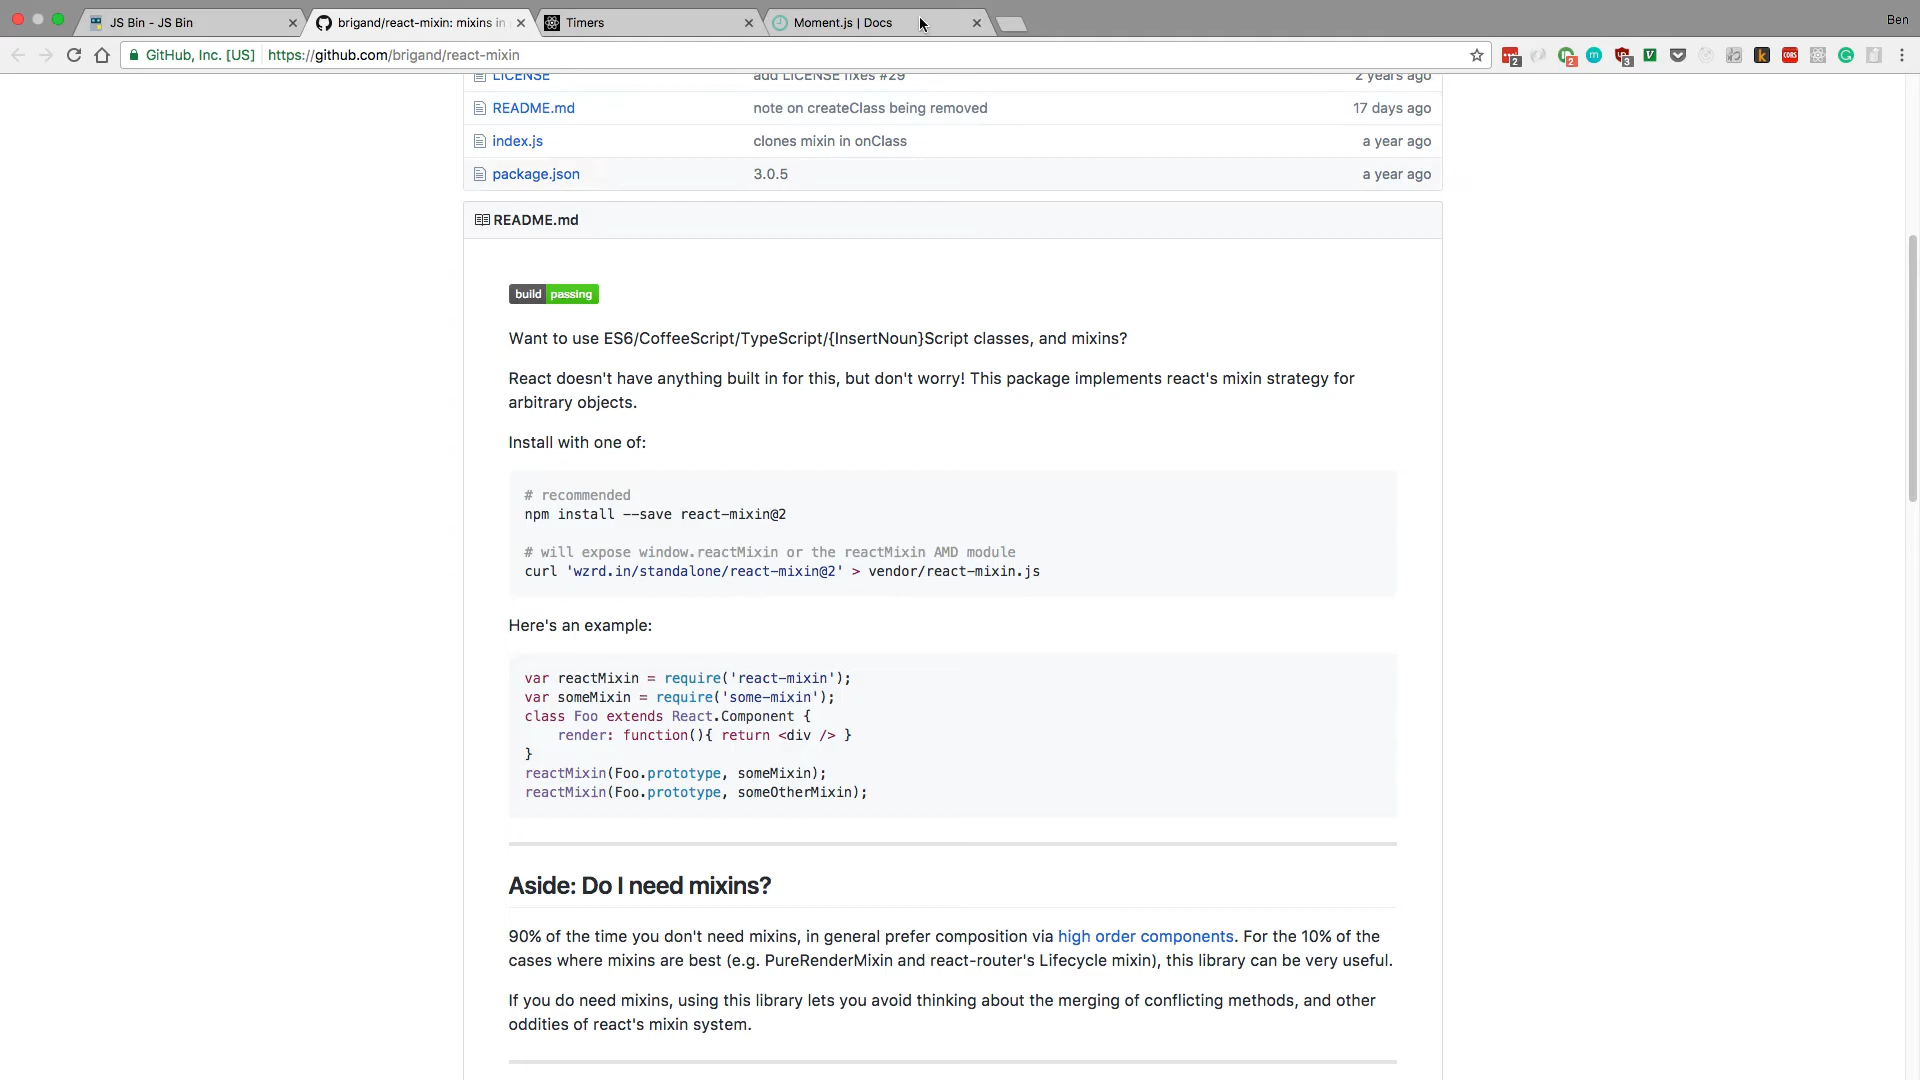 JS Bin - JS Bin
brigand/react-mixin: mixins in
Timers
Moment.js | Docs
Ben
GitHub, Inc. [US]
https://github.com/brigand/react-mixin
LICENSE add LICENSE fixes #29 2 years ago
README.md note on createClass being removed 17 days ago
index.js clones mixin in onClass a year ago
package.json 3.0.5 a year ago
README.md
build passing
Want to use ES6/CoffeeScript/TypeScript/{InsertNoun}Script classes, and mixins?
React doesn't have anything built in for this, but don't worry! This package implements react's mixin strategy for
arbitrary objects.
Install with one of:
# recommended
npm install --save react-mixin@2
# will expose window.reactMixin or the reactMixin AMD module
curl 'wzrd.in/standalone/react-mixin@2' > vendor/react-mixin.js
Here's an example:
var reactMixin = require('react-mixin');
var someMixin = require('some-mixin');
class Foo extends React.Component {
render: function(){ return <div /> }
}
reactMixin(Foo.prototype, someMixin);
reactMixin(Foo.prototype, someOtherMixin);
Aside: Do I need mixins?
90% of the time you don't need mixins, in general prefer composition via high order components. For the 10% of the
cases where mixins are best (e.g. PureRenderMixin and react-router's Lifecycle mixin), this library can be very useful.
If you do need mixins, using this library lets you avoid thinking about the merging of conflicting methods, and other
oddities of react's mixin system.